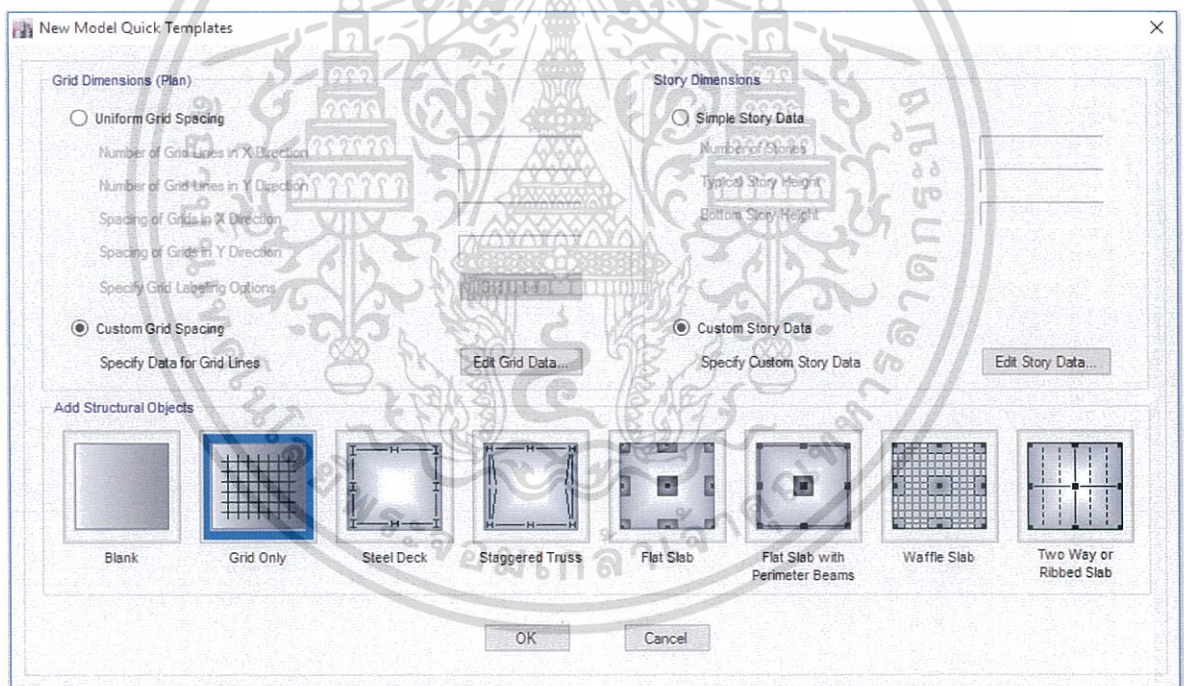 New Model Quick Templates
Grid Dimensions (Plan)
Uniform Grid Spacing
Number of Grid Lines in X Direction
Number of Grid Lines in Y Direction
Spacing of Grids in X Direction
Spacing of Grids in Y Direction
Specify Grid Labeling Options
Custom Grid Spacing
Specify Data for Grid Lines
Edit Grid Data...
Story Dimensions
Simple Story Data
Number of Stories
Typical Story Height
Bottom Story Height
Custom Story Data
Specify Custom Story Data
Edit Story Data...
Add Structural Objects
Blank
Grid Only
Steel Deck
Staggered Truss
Flat Slab
Flat Slab with
Perimeter Beams
Waffle Slab
Two Way or
Ribbed Slab
OK
Cancel